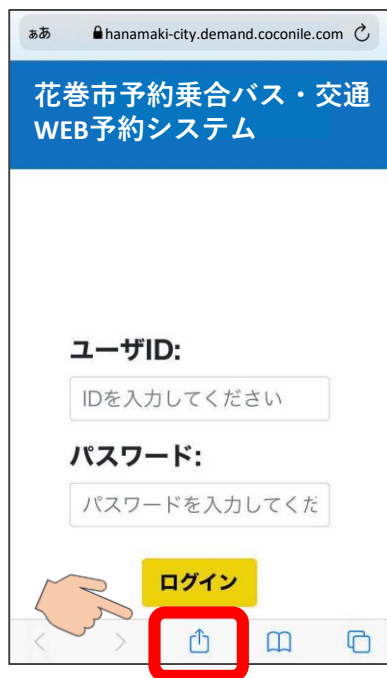 ぁあ hanamaki-city.demand.coconile.com
花巻市予約乗合バス・交通
WEB予約システム
ユーザID:
IDを入力してください
パスワード:
パスワードを入力してくだ
ログイン